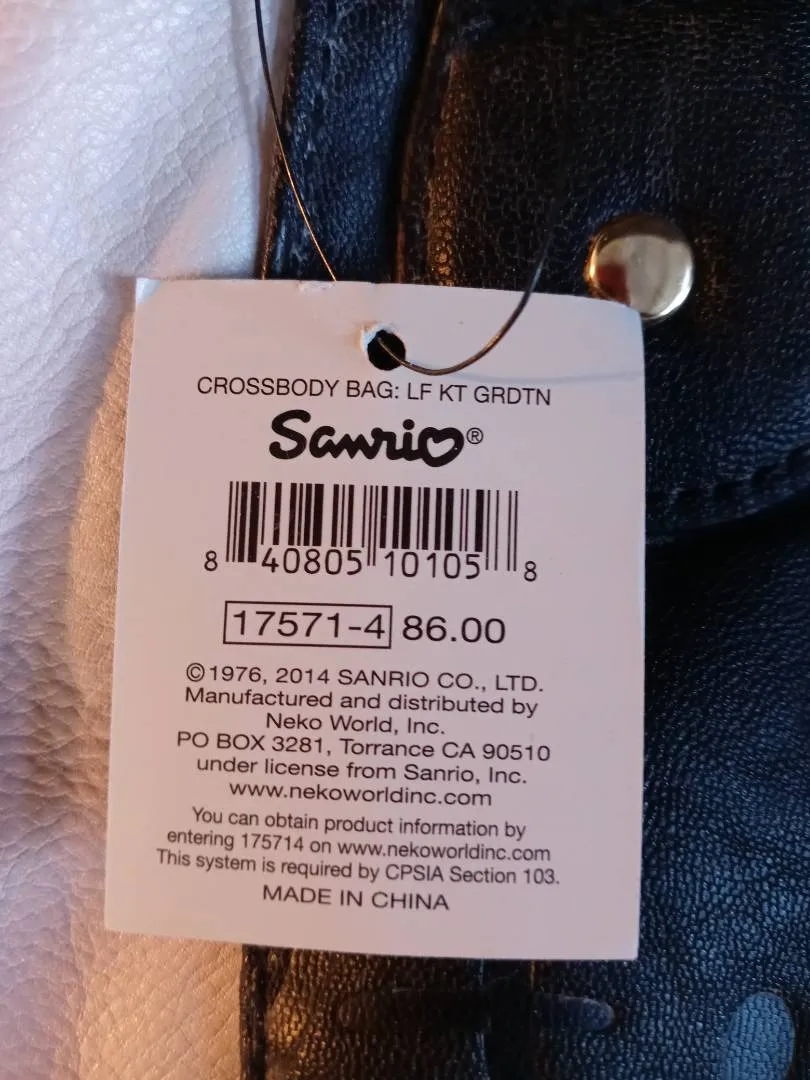 CROSSBODY BAG: LF KT GRDTN
Sanrio®
8 40805 10105 8
17571-4 86.00
©1976, 2014 SANRIO CO., LTD.
Manufactured and distributed by
Neko World, Inc.
PO BOX 3281, Torrance CA 90510
under license from Sanrio, Inc.
www.nekoworldinc.com
You can obtain product information by
entering 175714 on www.nekoworldinc.com
This system is required by CPSIA Section 103.
MADE IN CHINA